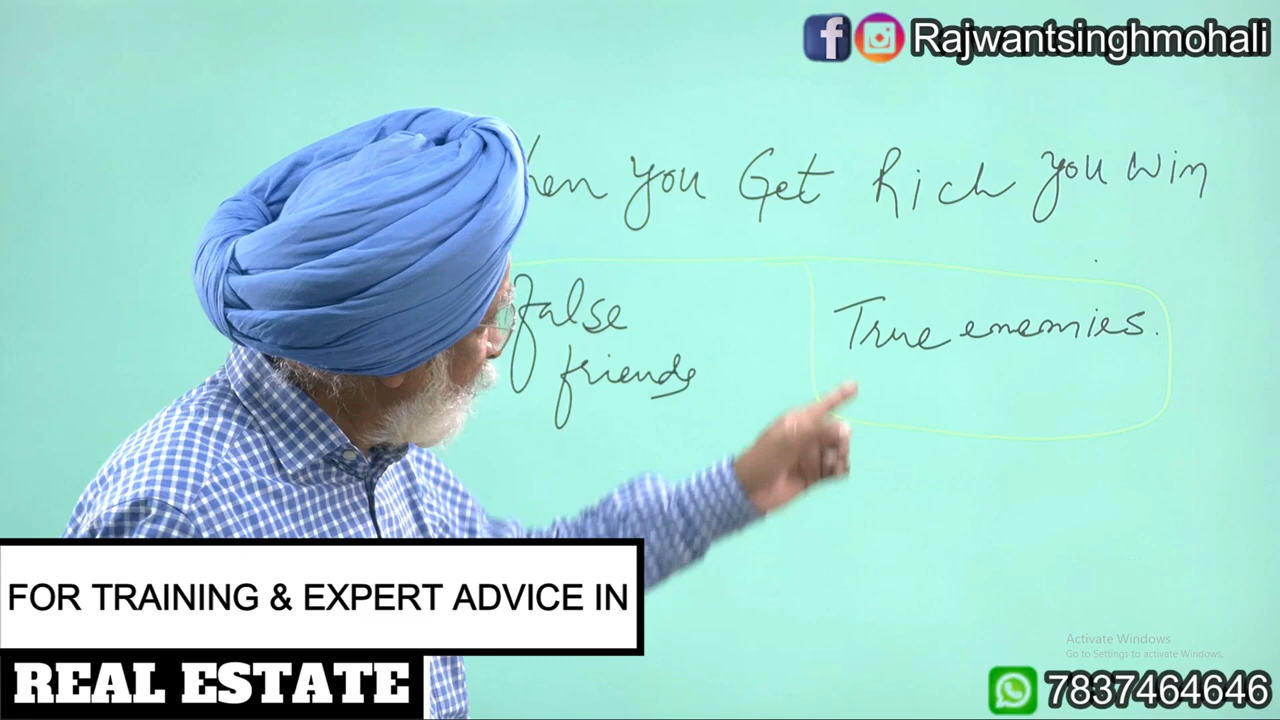 Rajwantsinghmohali
hen you Get Rich you win
false
friends
True enemies.
FOR TRAINING & EXPERT ADVICE IN
REAL ESTATE
Activate Windows
Go to Settings to activate Windows.
7837464646